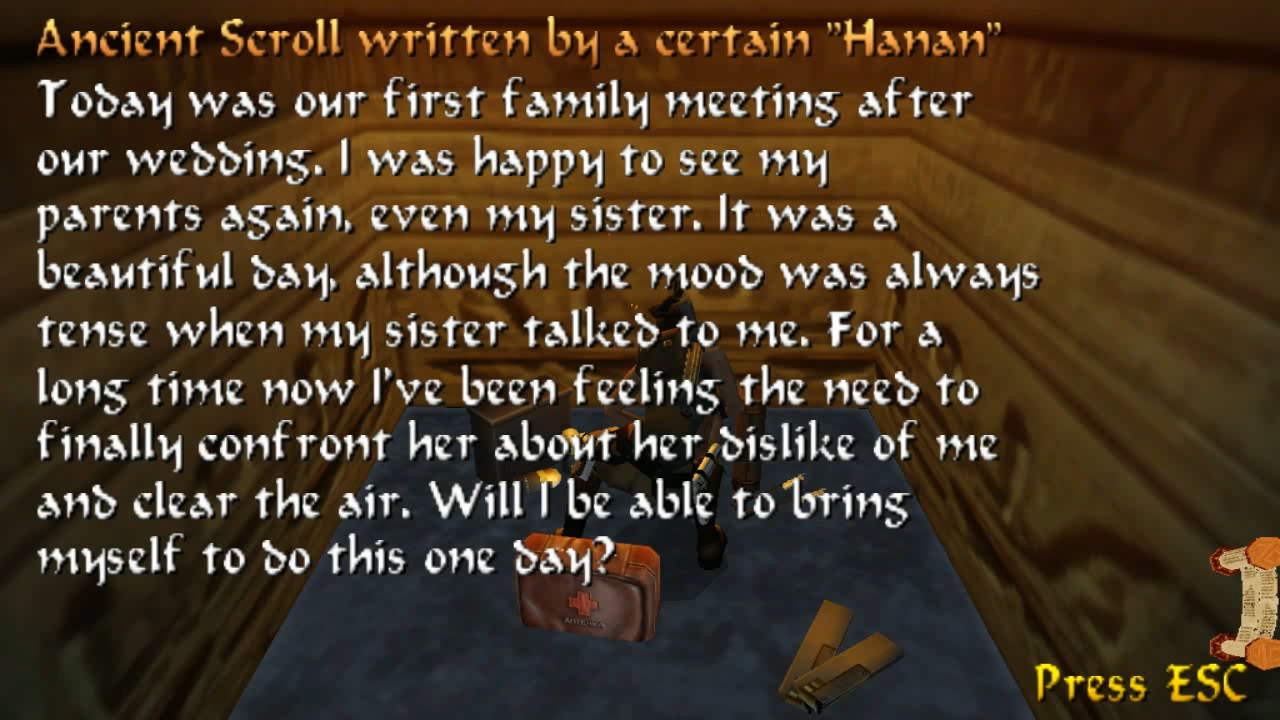 Ancient Scroll written by a certain "Hanan"
Today was our first family meeting after
our wedding. I was happy to see my
parents again, even my sister. It was a
beautiful day, although the mood was always
tense when my sister talked to me. For a
long time now I've been feeling the need to
finally confront her about her dislike of me
and clear the air. Will I be able to bring
myself to do this one day?
Press ESC